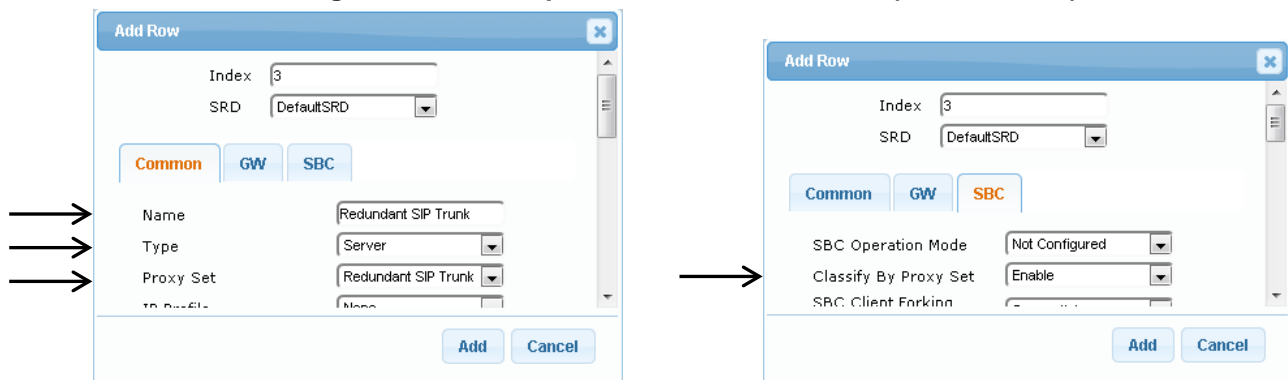 Add Row
Index 3
SRD DefaultSRD
Common GW SBC
Name Redundant SIP Trunk
Type Server
Proxy Set Redundant SIP Trunk
IP Profile None
Add Cancel
Add Row
Index 3
SRD DefaultSRD
Common GW SBC
SBC Operation Mode Not Configured
Classify By Proxy Set Enable
SBC Client Forking
Add Cancel